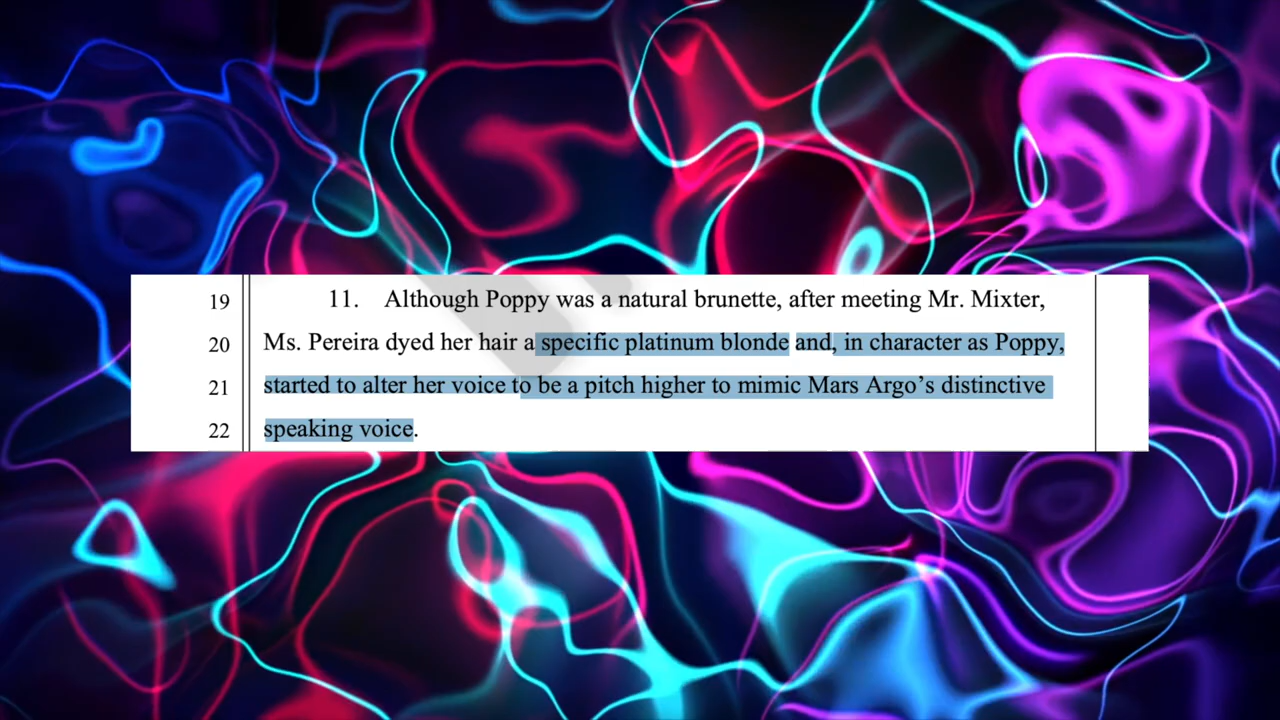 19 11. Although Poppy was a natural brunette, after meeting Mr. Mixter,
20 Ms. Pereira dyed her hair a specific platinum blonde and, in character as Poppy,
21 started to alter her voice to be a pitch higher to mimic Mars Argo’s distinctive
22 speaking voice.